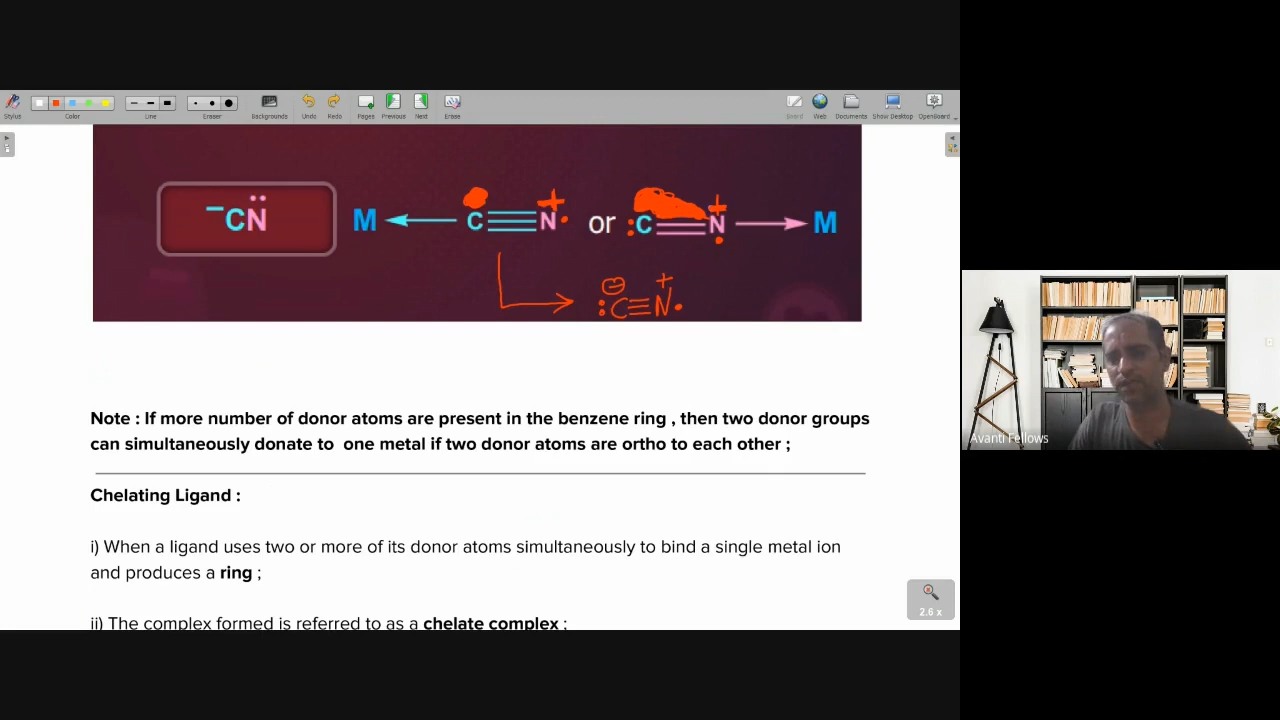 Stylus
Color
Line
Eraser
Backgrounds
Undo
Redo
Pages
Previous
Next
Erase
Board
Web
Documents
Show Desktop
OpenBoard
⁻CN̈
M ← C ≡ N· or :C ≡ N → M
:C≡N·
Note : If more number of donor atoms are present in the benzene ring , then two donor groups
can simultaneously donate to one metal if two donor atoms are ortho to each other ;
Chelating Ligand :
i) When a ligand uses two or more of its donor atoms simultaneously to bind a single metal ion
and produces a ring ;
ii) The complex formed is referred to as a chelate complex ;
2.6 x
Avanti Fellows